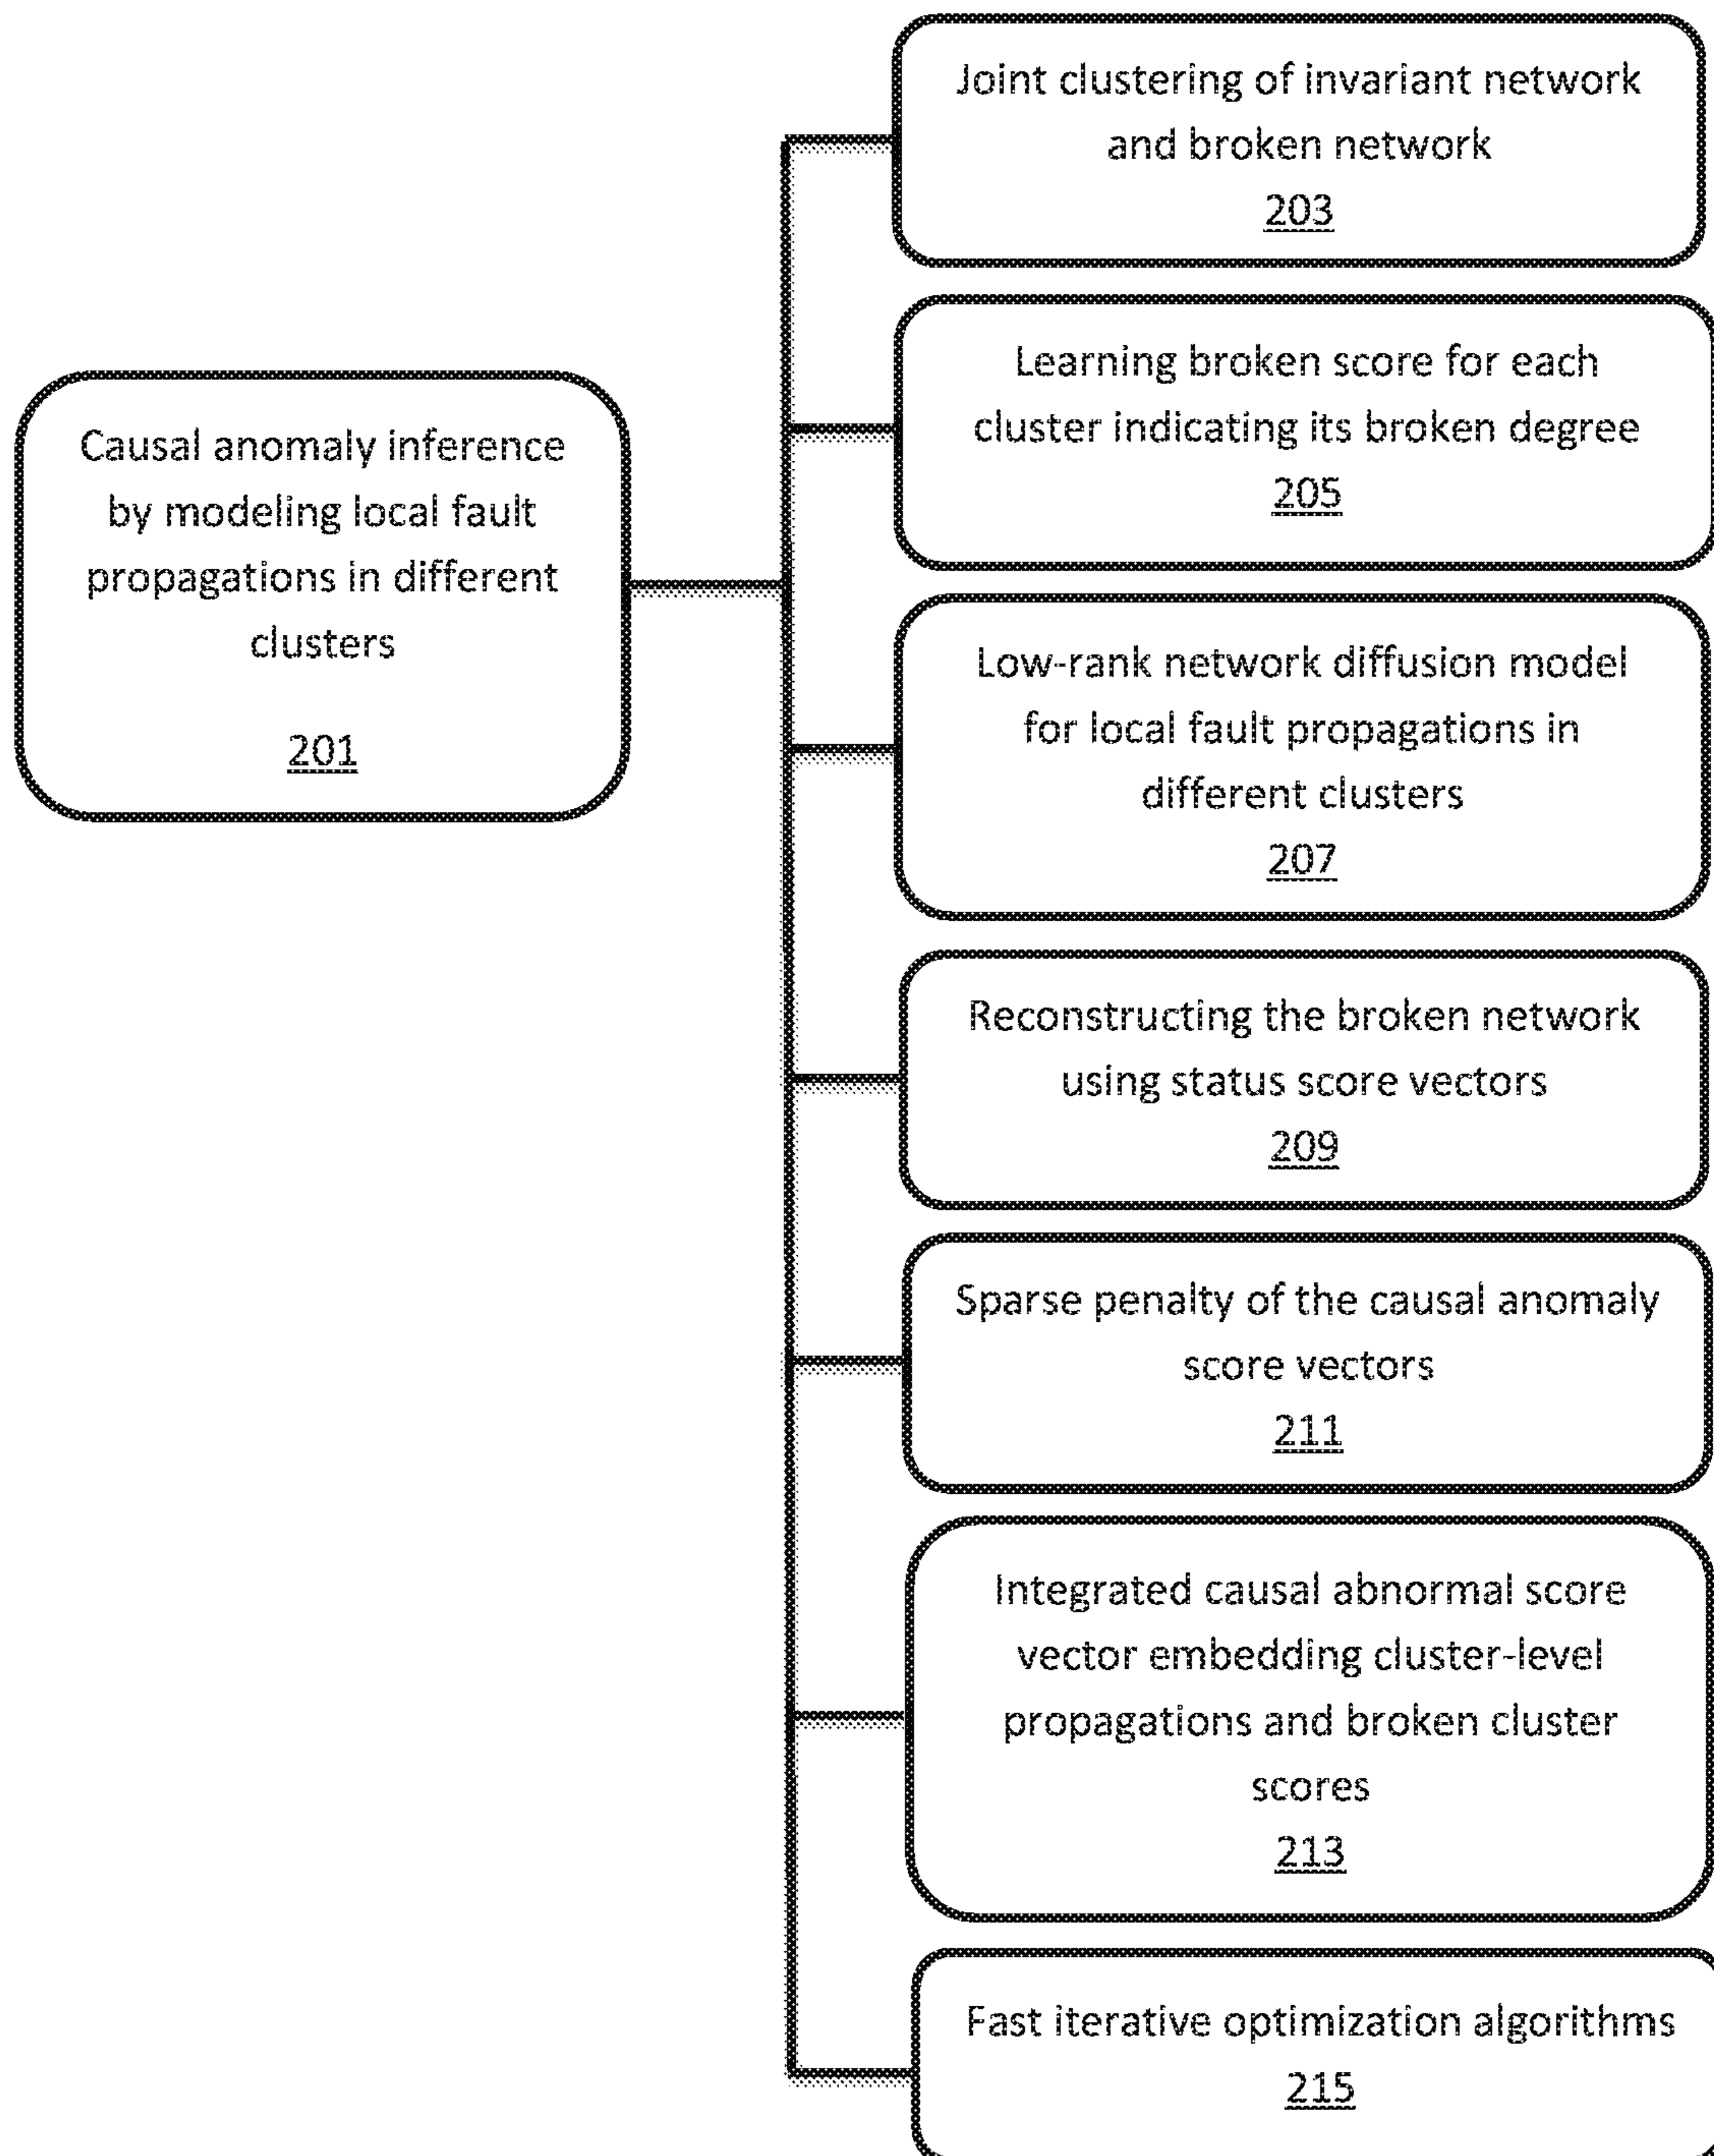 Causal anomaly inference
by modeling local fault
propagations in different
clusters
201
Joint clustering of invariant network
and broken network
203
Learning broken score for each
cluster indicating its broken degree
205
Low-rank network diffusion model
for local fault propagations in
different clusters
207
Reconstructing the broken network
using status score vectors
209
Sparse penalty of the causal anomaly
score vectors
211
Integrated causal abnormal score
vector embedding cluster-level
propagations and broken cluster
scores
213
Fast iterative optimization algorithms
215